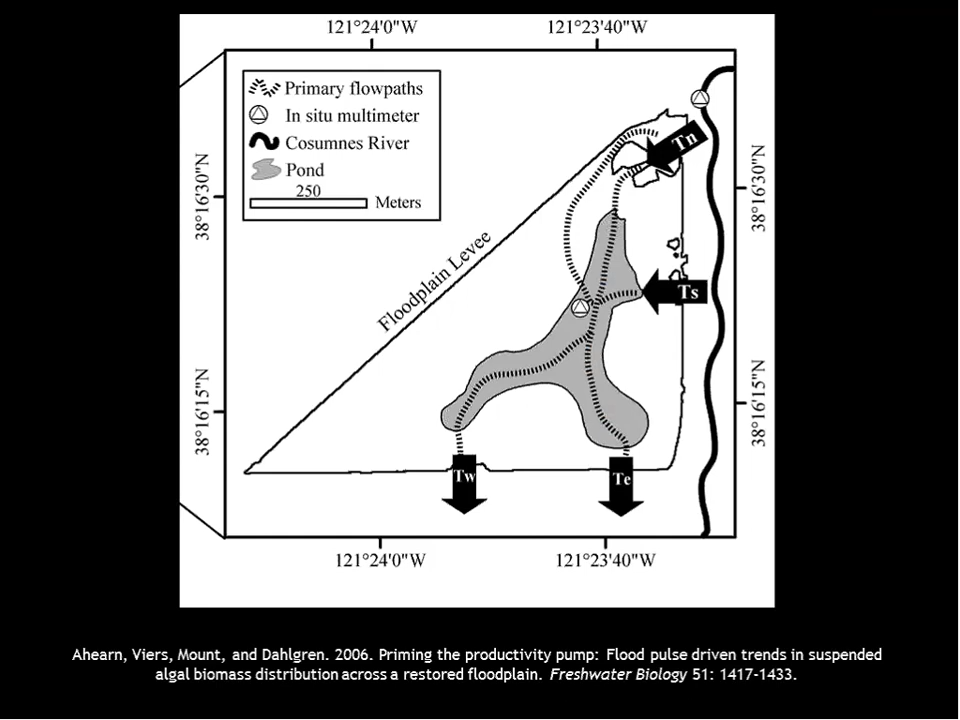 121°24'0"W
121°23'40"W
Primary flowpaths
In situ multimeter
Cosumnes River
Pond
250
Meters
Tn
38°16'30"N
38°16'30"N
Floodplain Levee
Ts
38°16'15"N
38°16'15"N
Tw
Te
121°24'0"W
121°23'40"W
Ahearn, Viers, Mount, and Dahlgren. 2006. Priming the productivity pump: Flood pulse driven trends in suspended
algal biomass distribution across a restored floodplain. Freshwater Biology 51: 1417-1433.